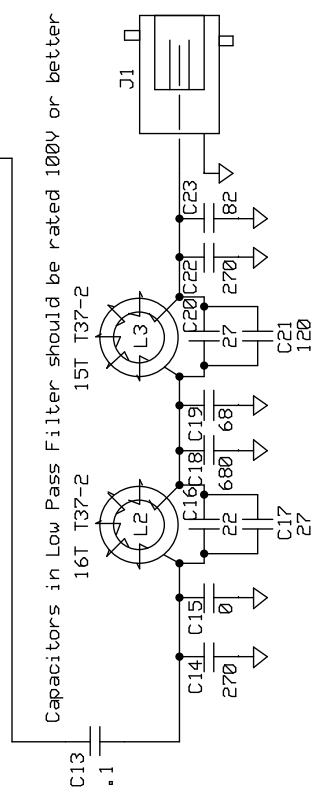 Capacitors in Low Pass Filter should be rated 100V or better
J1
C23
82
C22
270
15T T37-2
L3
C20
27
C21
120
C19
68
C18
680
16T T37-2
L2
C16
22
C17
27
C15
0
C14
270
C13
.1